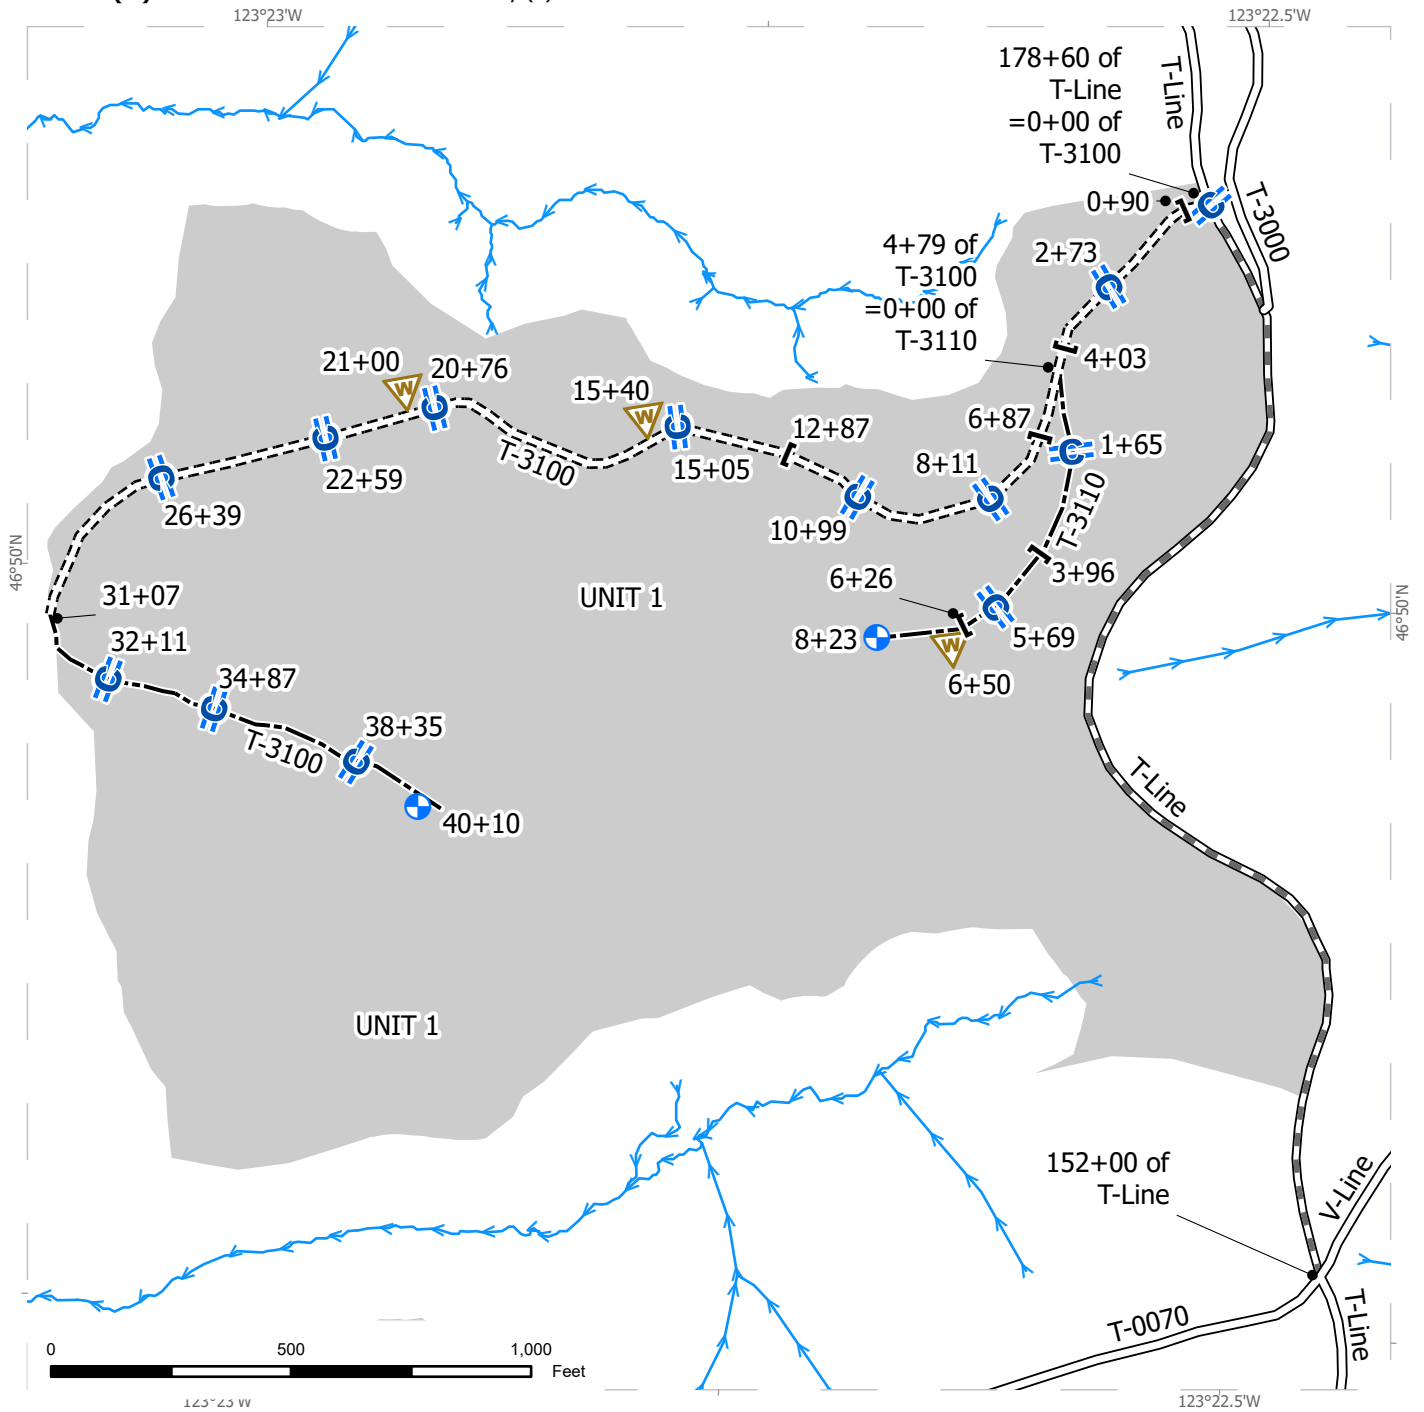 123°23'W
123°22.5'W
178+60 of
T-Line
=0+00 of
T-3100
T-Line
T-3000
0+90
4+79 of
T-3100
=0+00 of
T-3110
2+73
4+03
21+00
20+76
15+40
W
W
C
C
C
C
C
C
C
C
C
C
C
C
C
12+87
6+87
8+11
1+65
T-3100
22+59
15+05
10+99
26+39
T-3110
46°50'N
46°50'N
3+96
6+26
UNIT 1
31+07
32+11
8+23
W
5+69
6+50
34+87
38+35
T-3100
40+10
T-Line
UNIT 1
152+00 of
T-Line
V-Line
T-0070
T-Line
0
500
1,000
Feet
123°22.5'W